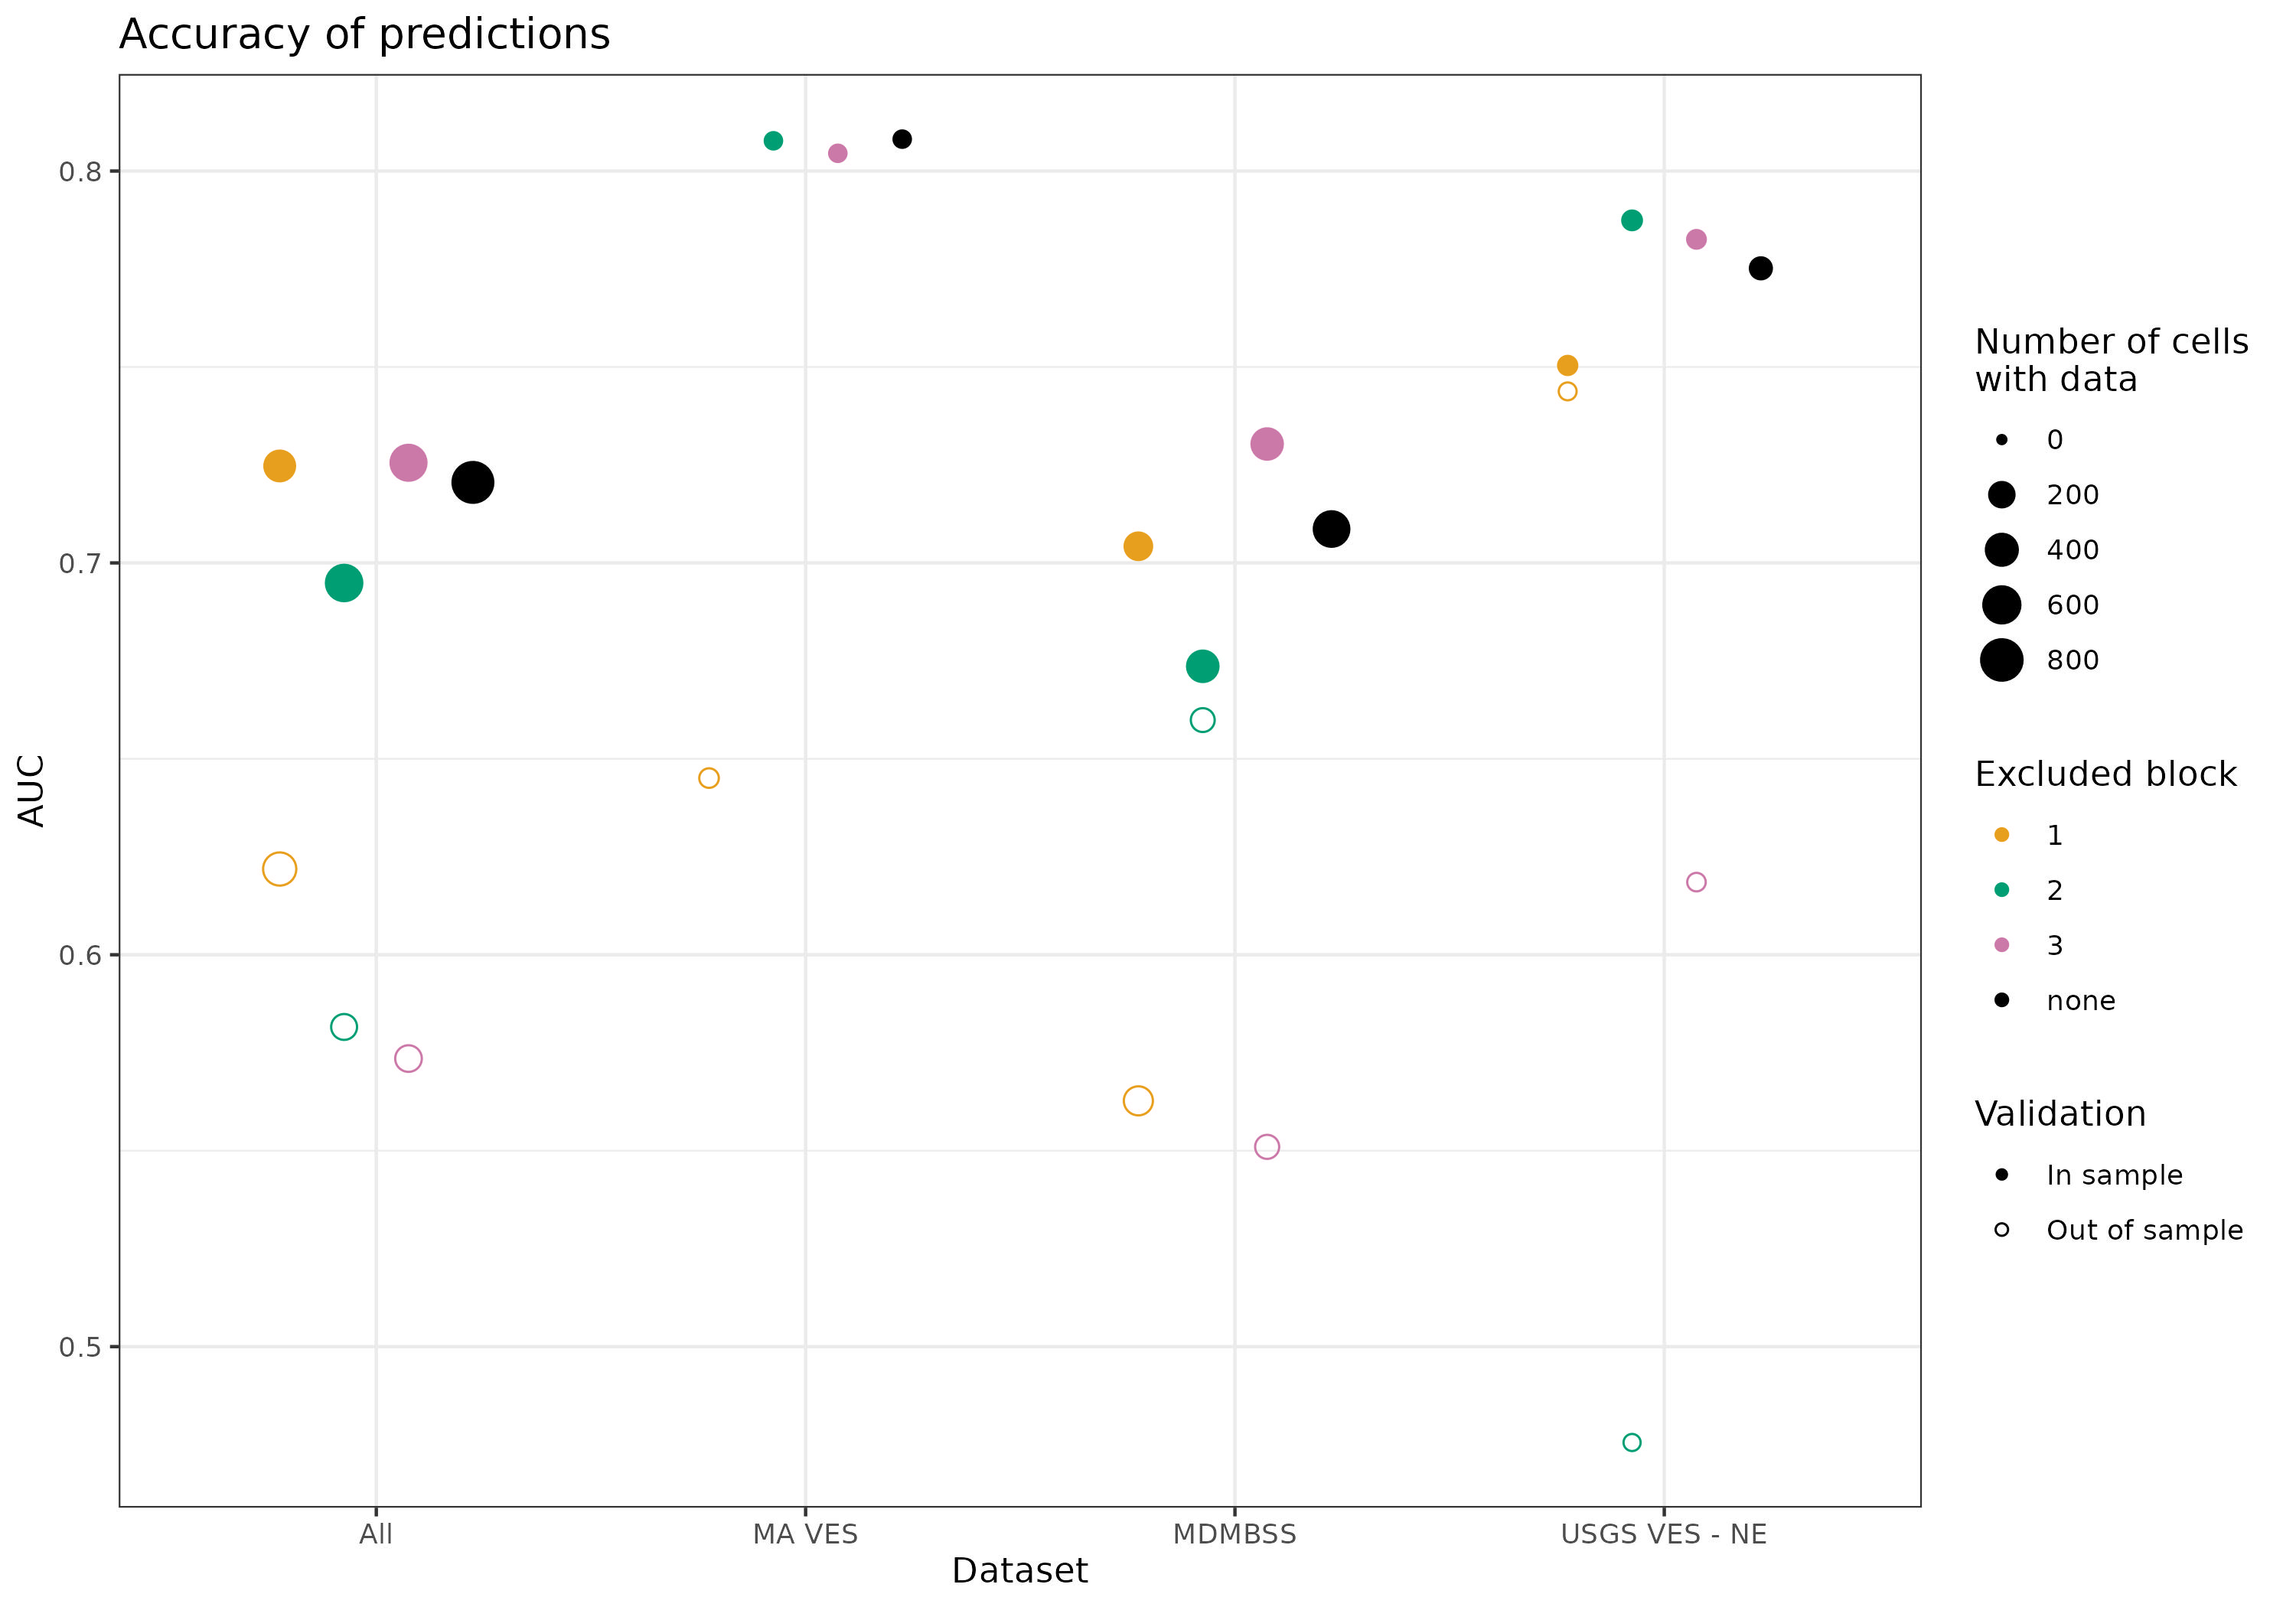 Accuracy of predictions
AUC
0.8
0.7
0.6
0.5
All
MA VES
MDMBSS
USGS VES - NE
Dataset
Number of cells
with data
0
200
400
600
800
Excluded block
1
2
3
none
Validation
In sample
Out of sample